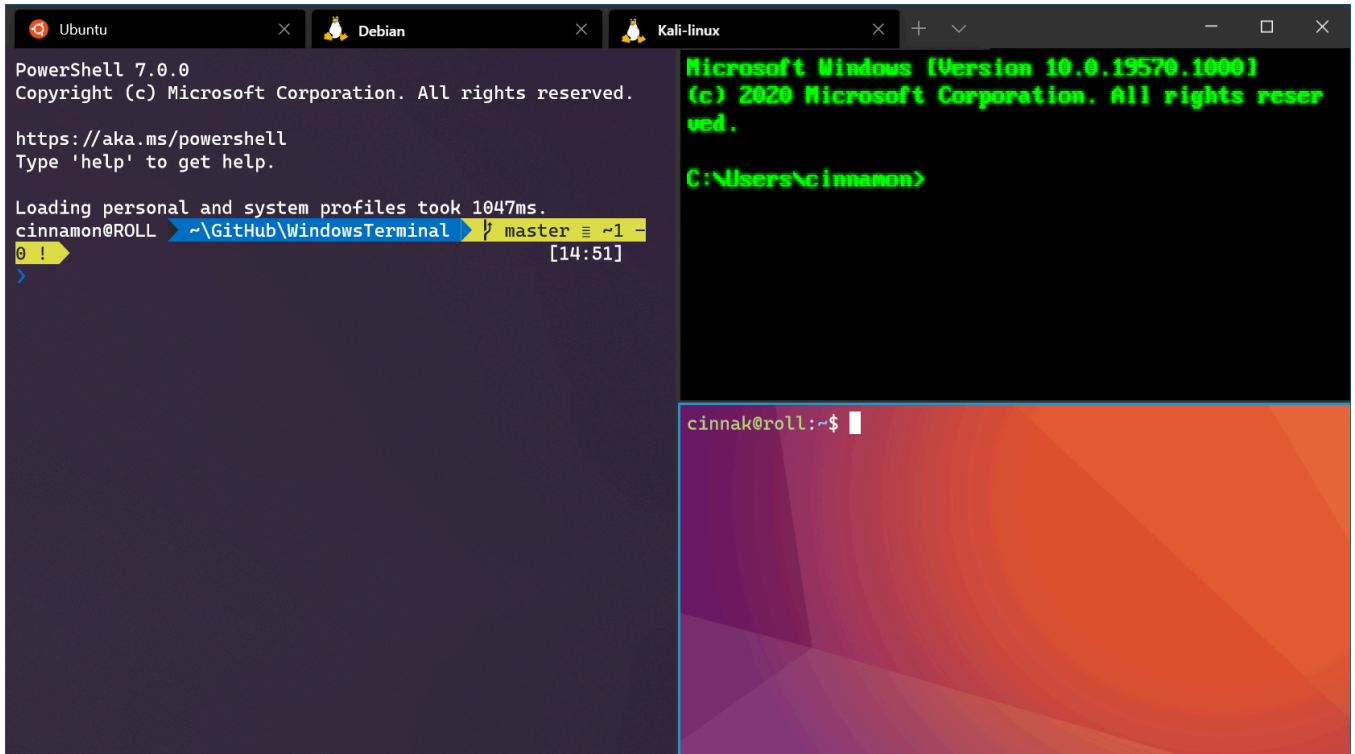 Ubuntu
Debian
Kali-linux
PowerShell 7.0.0
Copyright (c) Microsoft Corporation. All rights reserved.
https://aka.ms/powershell
Type 'help' to get help.
Loading personal and system profiles took 1047ms.
cinnamon@ROLL ~\GitHub\WindowsTerminal master ≡ ~1 -
0 ! [14:51]
❯
Microsoft Windows [Version 10.0.19570.1000]
(c) 2020 Microsoft Corporation. All rights reser
ved.
C:\Users\cinnamon>
cinnak@roll:~$